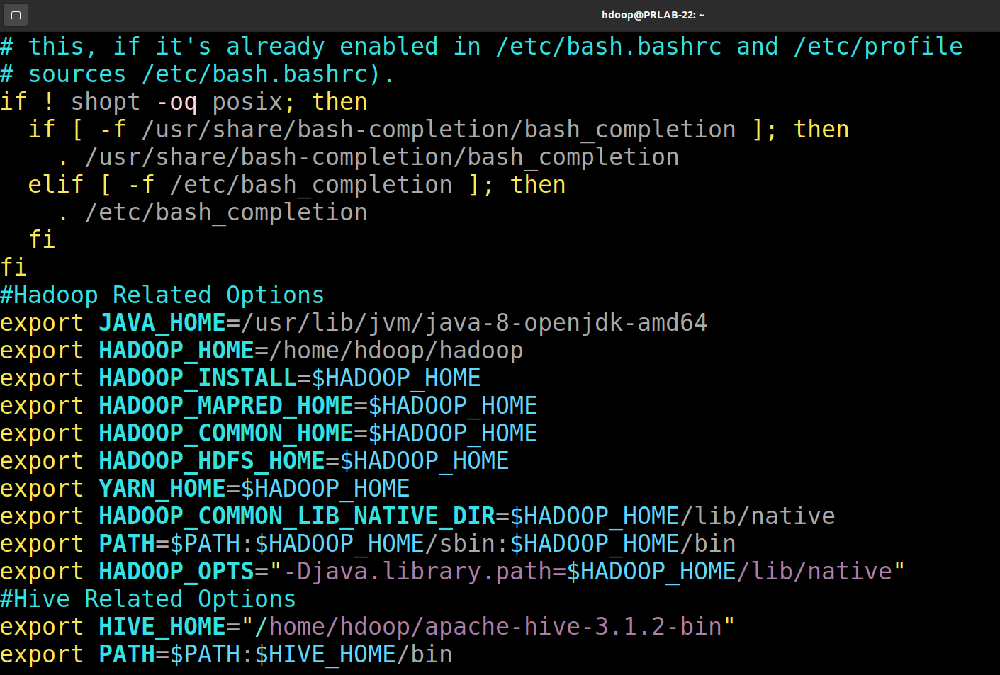 hdoop@PRLAB-22: ~
# this, if it's already enabled in /etc/bash.bashrc and /etc/profile
# sources /etc/bash.bashrc).
if ! shopt -oq posix; then
  if [ -f /usr/share/bash-completion/bash_completion ]; then
    . /usr/share/bash-completion/bash_completion
  elif [ -f /etc/bash_completion ]; then
    . /etc/bash_completion
  fi
fi
#Hadoop Related Options
export JAVA_HOME=/usr/lib/jvm/java-8-openjdk-amd64
export HADOOP_HOME=/home/hdoop/hadoop
export HADOOP_INSTALL=$HADOOP_HOME
export HADOOP_MAPRED_HOME=$HADOOP_HOME
export HADOOP_COMMON_HOME=$HADOOP_HOME
export HADOOP_HDFS_HOME=$HADOOP_HOME
export YARN_HOME=$HADOOP_HOME
export HADOOP_COMMON_LIB_NATIVE_DIR=$HADOOP_HOME/lib/native
export PATH=$PATH:$HADOOP_HOME/sbin:$HADOOP_HOME/bin
export HADOOP_OPTS="-Djava.library.path=$HADOOP_HOME/lib/native"
#Hive Related Options
export HIVE_HOME="/home/hdoop/apache-hive-3.1.2-bin"
export PATH=$PATH:$HIVE_HOME/bin